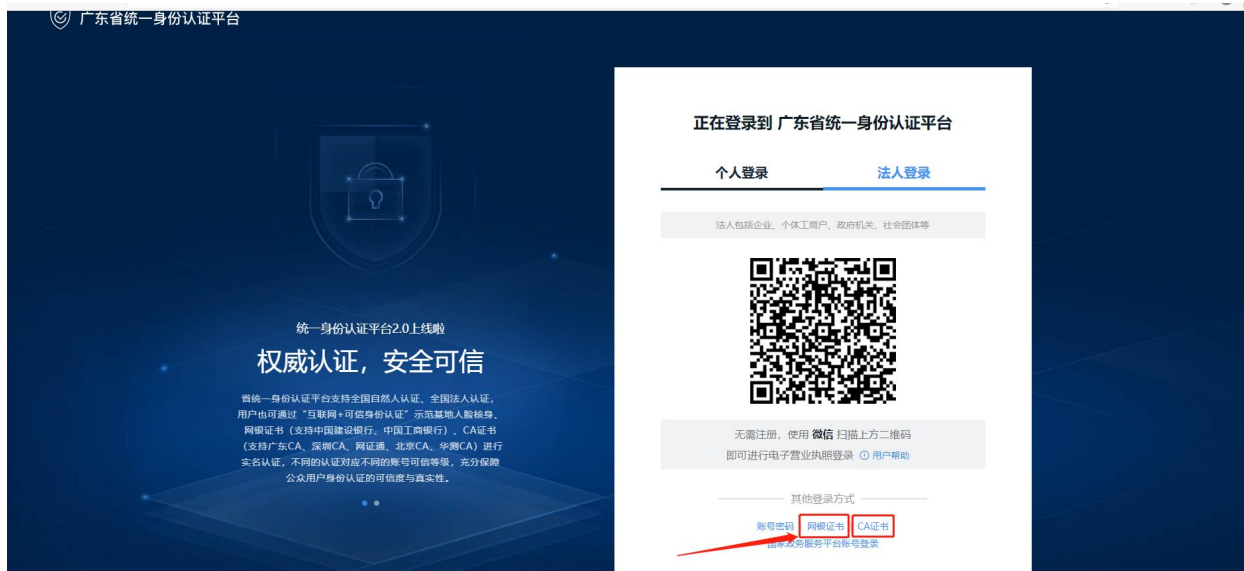 广东省统一身份认证平台
正在登录到 广东省统一身份认证平台
个人登录
法人登录
法人包括企业、个体工商户、政府机关、社会团体等
统一身份认证平台2.0上线啦
权威认证，安全可信
省统一身份认证平台支持全国自然人认证、全国法人认证，
用户也可通过“互联网+可信身份认证”示范基地人脸核身、
网银证书（支持中国建设银行、中国工商银行）、CA证书
(支持广东CA、深圳CA、网证通、北京CA、华测CA）进行
实名认证，不同的认证对应不同的账号可信等级，充分保障
公众用户身份认证的可信度与真实性。
无需注册，使用 微信 扫描上方二维码
即可进行电子营业执照登录 用户帮助
其他登录方式
账号密码 网银证书 CA证书
国家政务服务平台账号登录